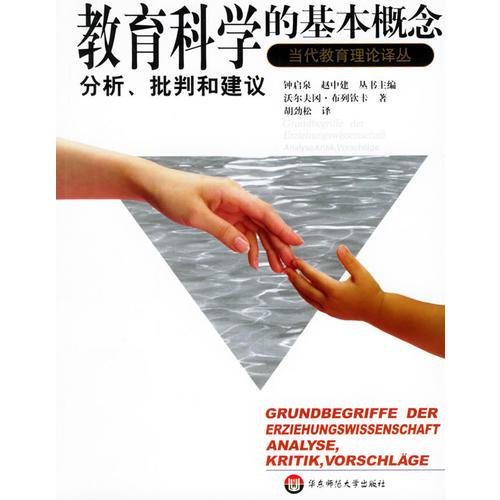 教育科学的基本概念
当代教育理论译丛
分析、批判和建议
钟启泉 赵中建 丛书主编
沃尔夫冈·布列钦卡 著
胡劲松 译
Grundbegriffe der
Erziehungswissenschaft
Analyse,Kritik,Vorschläge
GRUNDBEGRIFFE DER
ERZIEHUNGSWISSENSCHAFT
ANALYSE,
KRITIK,VORSCHLÄGE
华东师范大学出版社